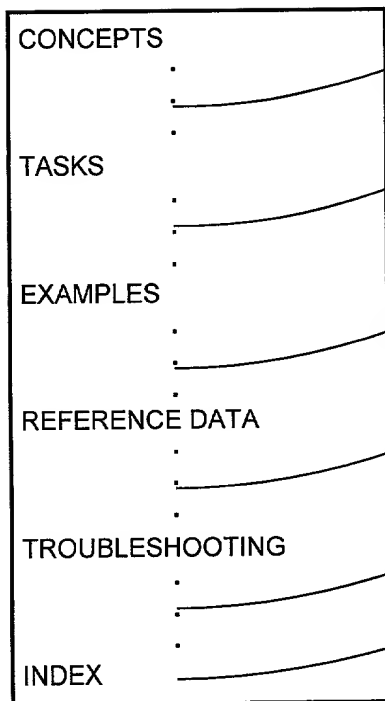 CONCEPTS
TASKS
EXAMPLES
REFERENCE DATA
TROUBLESHOOTING
INDEX